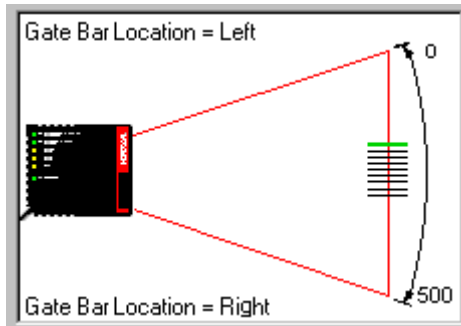 Gate Bar Location = Left
0
500
Gate Bar Location = Right